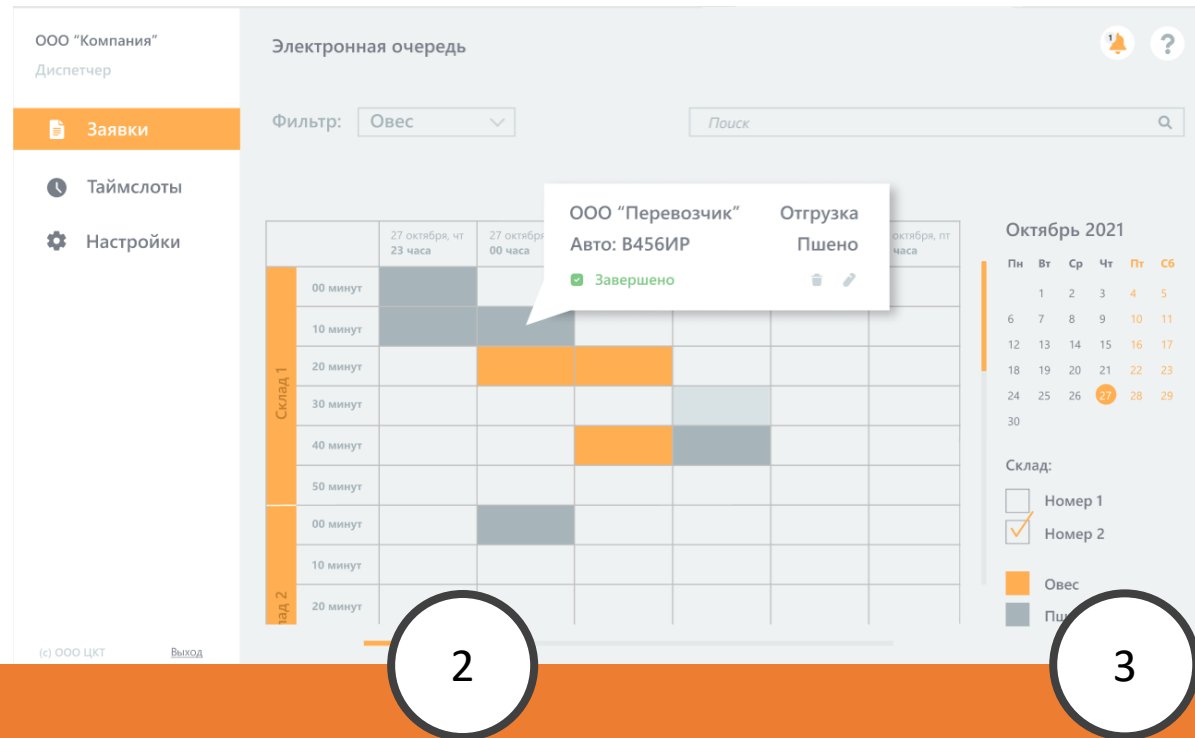 ООО “Компания”
Диспетчер
Заявки
Таймслоты
Настройки
(с) ООО ЦКТ
Выход
Электронная очередь
1
?
Фильтр:
Овес
Поиск
27 октября, чт
23 часа
27 октября
00 часа
октября, пт
часа
ООО “Перевозчик”
Отгрузка
Авто: В456ИР
Пшено
Завершено
Склад 1
00 минут
10 минут
20 минут
30 минут
40 минут
50 минут
00 минут
10 минут
20 минут
Октябрь 2021
Пн Вт Ср Чт Пт Сб
1 2 3 4 5
6 7 8 9 10 11
12 13 14 15 16 17
18 19 20 21 22 23
24 25 26 27 28 29
30
Склад:
Номер 1
Номер 2
Овес
2
3